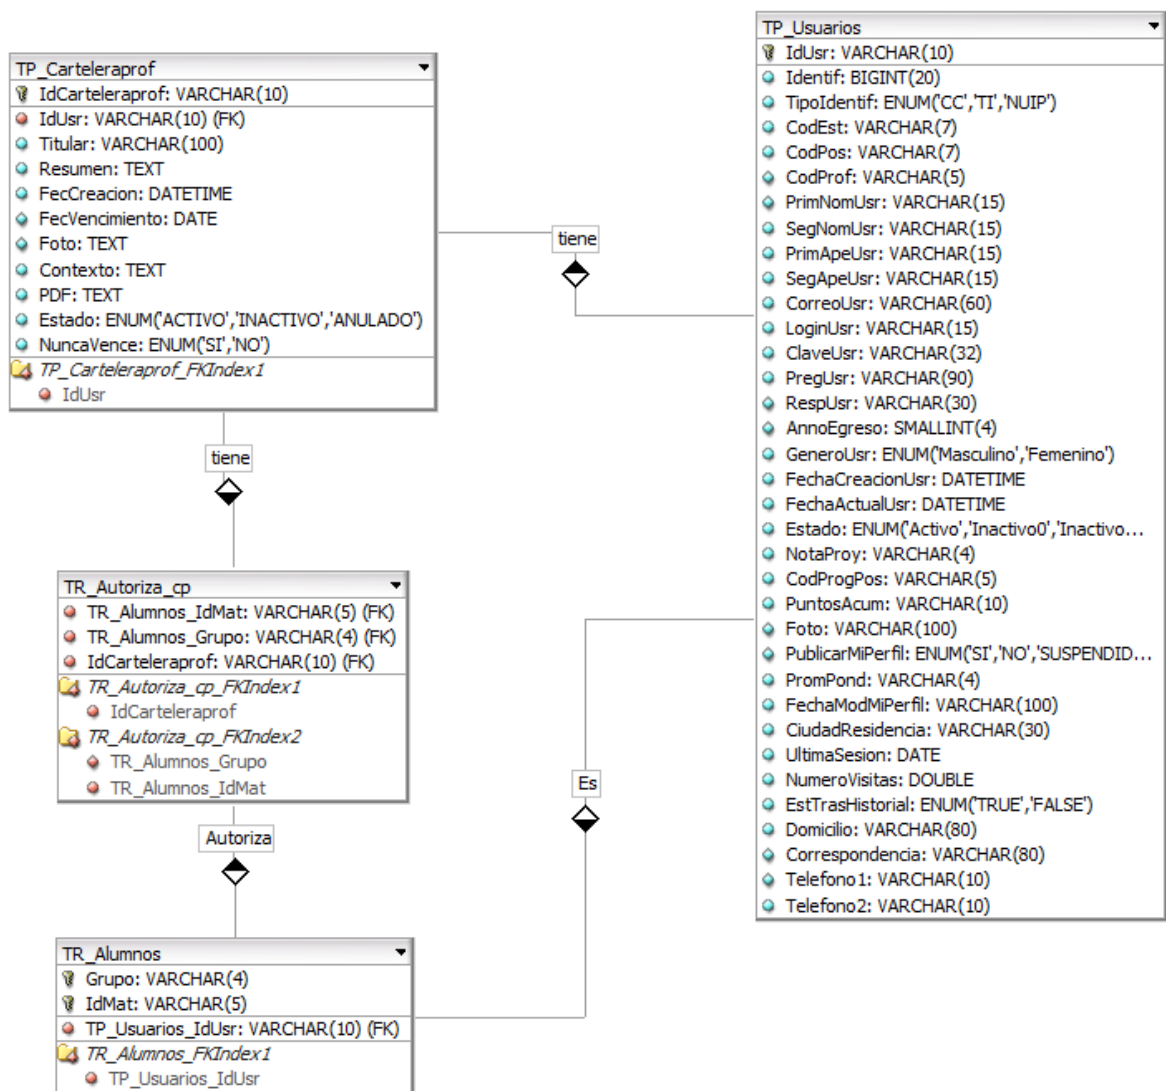 TP_Carteleraprof
IdCarteleraprof: VARCHAR(10)
IdUsr: VARCHAR(10) (FK)
Titular: VARCHAR(100)
Resumen: TEXT
FecCreacion: DATETIME
FecVencimiento: DATE
Foto: TEXT
Contexto: TEXT
PDF: TEXT
Estado: ENUM('ACTIVO','INACTIVO','ANULADO')
NuncaVence: ENUM('SI','NO')
TP_Carteleraprof_FKIndex1
IdUsr
tiene
tiene
TP_Usuarios
IdUsr: VARCHAR(10)
Identif: BIGINT(20)
TipoIdentif: ENUM('CC','TI','NUIP')
CodEst: VARCHAR(7)
CodPos: VARCHAR(7)
CodProf: VARCHAR(5)
PrimNomUsr: VARCHAR(15)
SegNomUsr: VARCHAR(15)
PrimApeUsr: VARCHAR(15)
SegApeUsr: VARCHAR(15)
CorreoUsr: VARCHAR(60)
LoginUsr: VARCHAR(15)
ClaveUsr: VARCHAR(32)
PregUsr: VARCHAR(90)
RespUsr: VARCHAR(30)
AnnoEgreso: SMALLINT(4)
GeneroUsr: ENUM('Masculino','Femenino')
FechaCreacionUsr: DATETIME
FechaActualUsr: DATETIME
Estado: ENUM('Activo','Inactivo0','Inactivo...
NotaProy: VARCHAR(4)
CodProgPos: VARCHAR(5)
PuntosAcum: VARCHAR(10)
Foto: VARCHAR(100)
PublicarMiPerfil: ENUM('SI','NO','SUSPENDID...
PromPond: VARCHAR(4)
FechaModMiPerfil: VARCHAR(100)
CiudadResidencia: VARCHAR(30)
UltimaSesion: DATE
NumeroVisitas: DOUBLE
EstTrasHistorial: ENUM('TRUE','FALSE')
Domicilio: VARCHAR(80)
Correspondencia: VARCHAR(80)
Telefono1: VARCHAR(10)
Telefono2: VARCHAR(10)
TR_Autoriza_cp
TR_Alumnos_IdMat: VARCHAR(5) (FK)
TR_Alumnos_Grupo: VARCHAR(4) (FK)
IdCarteleraprof: VARCHAR(10) (FK)
TR_Autoriza_cp_FKIndex1
IdCarteleraprof
TR_Autoriza_cp_FKIndex2
TR_Alumnos_Grupo
TR_Alumnos_IdMat
Es
Autoriza
TR_Alumnos
Grupo: VARCHAR(4)
IdMat: VARCHAR(5)
TP_Usuarios_IdUsr: VARCHAR(10) (FK)
TR_Alumnos_FKIndex1
TP_Usuarios_IdUsr